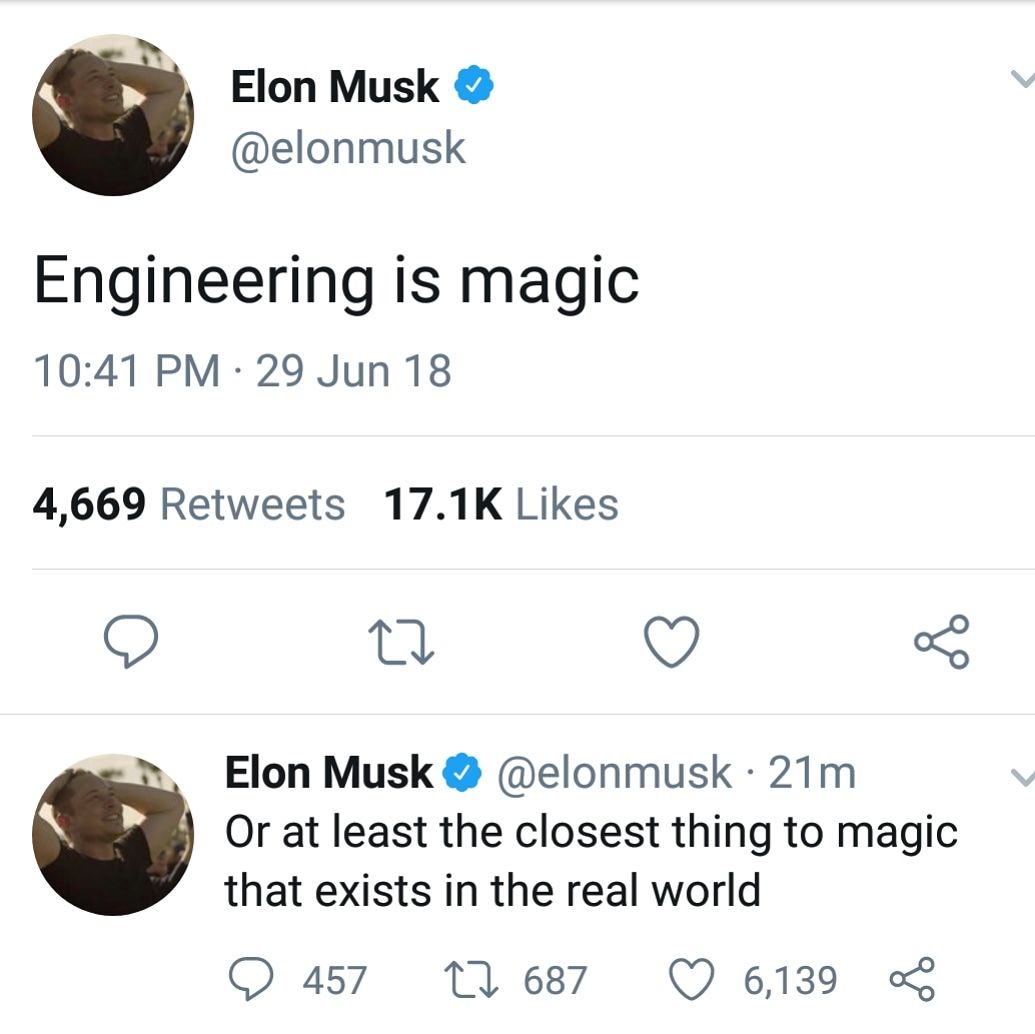 Elon Musk
@elonmusk
Engineering is magic
10:41 PM · 29 Jun 18
4,669 Retweets 17.1K Likes
Elon Musk @elonmusk · 21m
Or at least the closest thing to magic
that exists in the real world
457 687 6,139